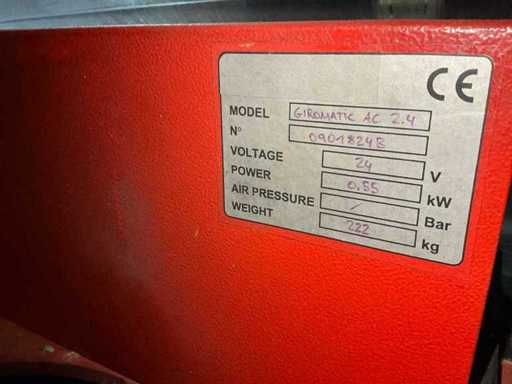 CE
MODEL GIROMATIC AC 2.4
N° 0901824B
VOLTAGE 24 V
POWER 0.55 kW
AIR PRESSURE / Bar
WEIGHT 222 kg